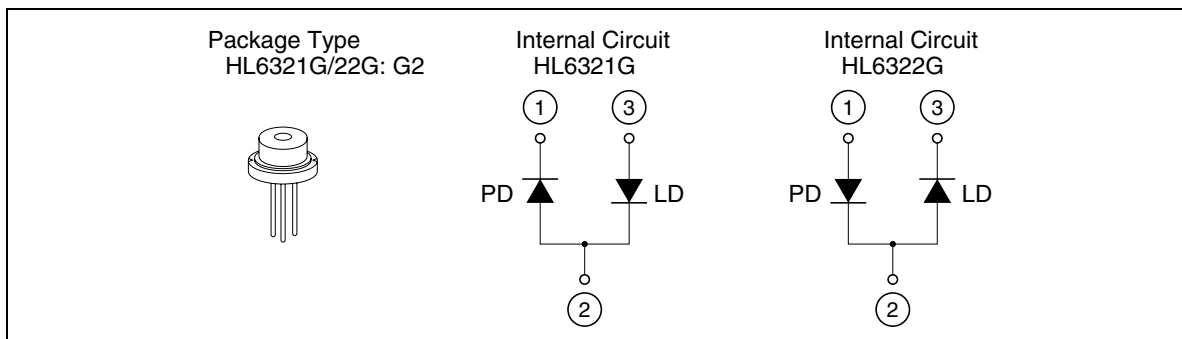 Package Type
HL6321G/22G: G2
Internal Circuit
HL6321G
1 3
PD LD
2
Internal Circuit
HL6322G
1 3
PD LD
2